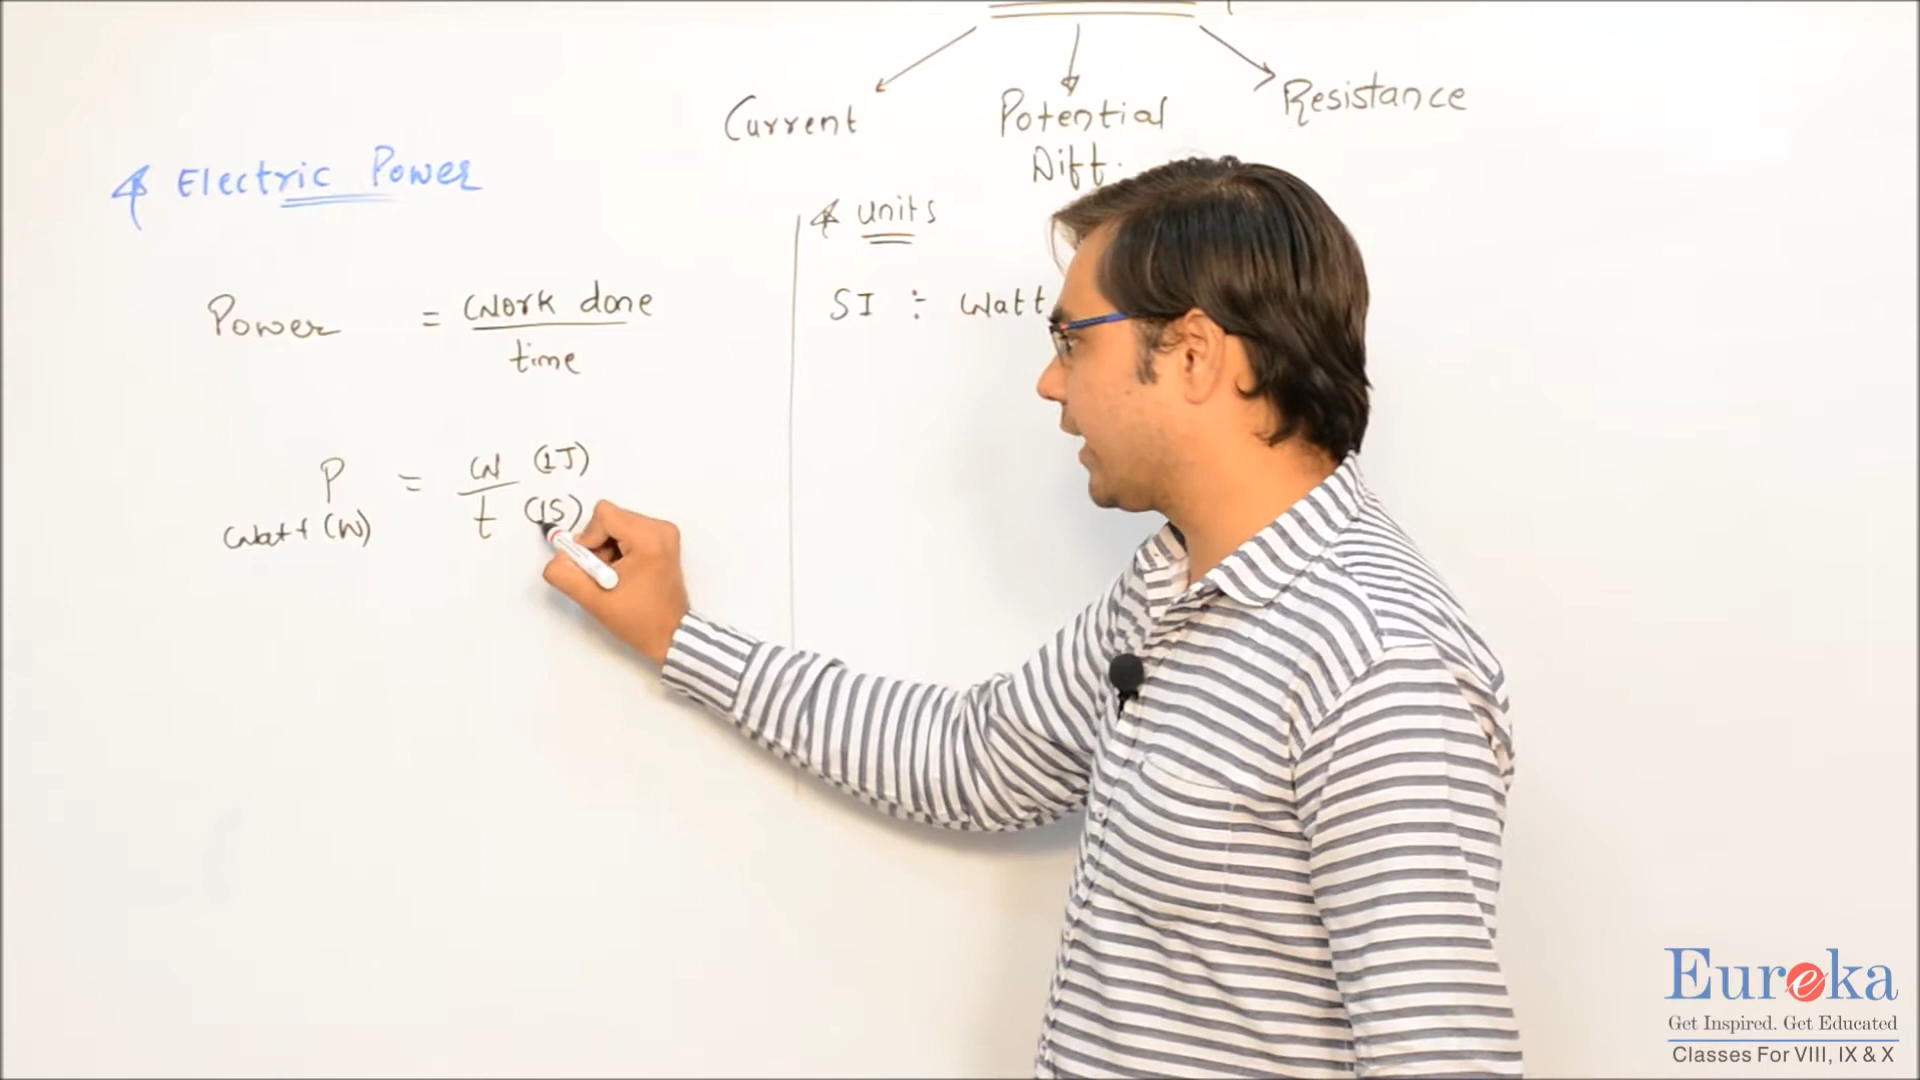 Current
Potential
Diff.
Resistance
Electric Power
Units
Power = Work done
time
SI : Watt
P = W (1J)
t (1S)
Watt (W)
Eureka
Get Inspired. Get Educated
Classes For VIII, IX & X